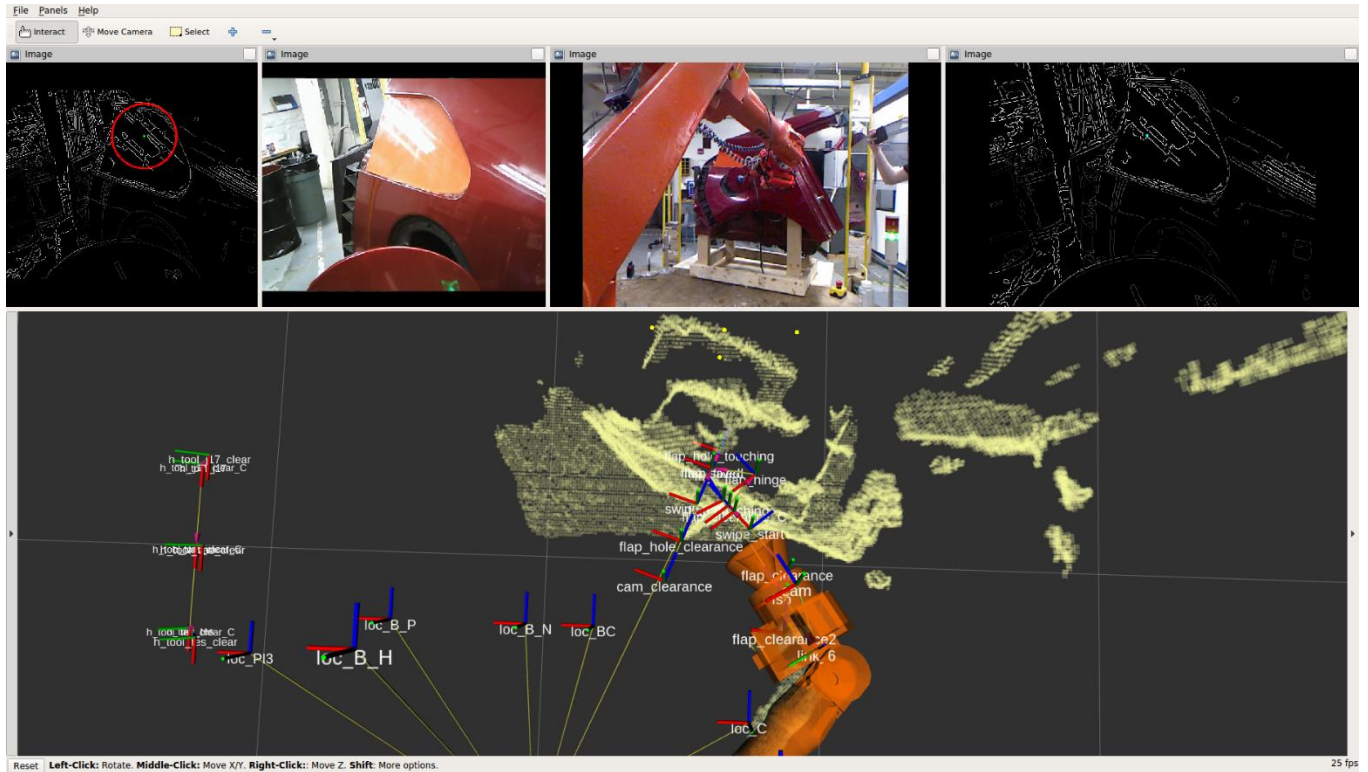 File Panels Help
Interact Move Camera Select
Image Image Image Image
flap_hole_touching
flap_hinge
swipe_start
flap_hole_clearance
flap_clearance
cam_clearance
cam
loc_B_P
loc_B_N
loc_BC
flap_clearance2
link_6
h_tool_res_clear
loc_PI3
loc_B_H
loc_C
Reset Left-Click: Rotate. Middle-Click: Move X/Y. Right-Click:: Move Z. Shift: More options. 25 fps